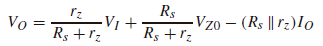 V_O = \frac{r_z}{R_s + r_z} V_I + \frac{R_s}{R_s + r_z} V_{Z0} - (R_s \parallel r_z) I_O